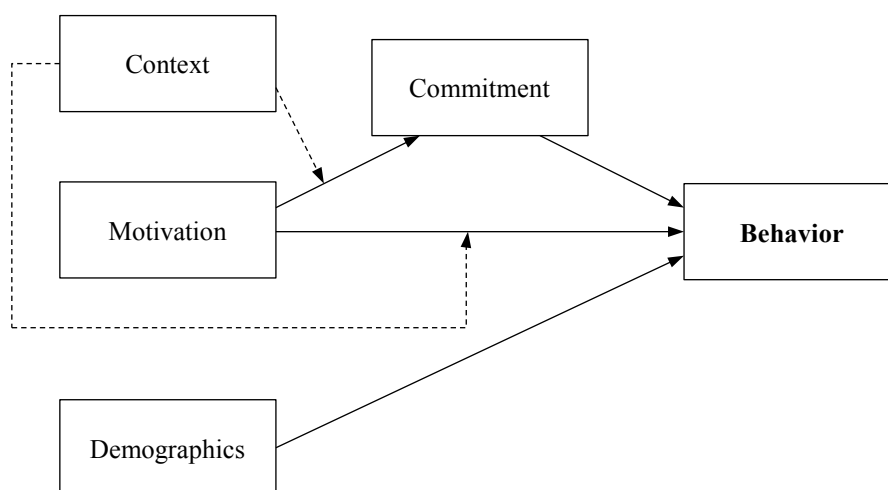 Context
Commitment
Motivation
Behavior
Demographics